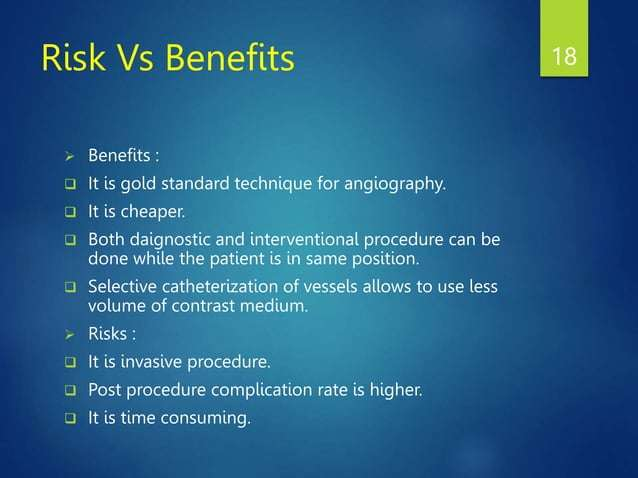 Risk Vs Benefits
18
Benefits :
It is gold standard technique for angiography.
It is cheaper.
Both daignostic and interventional procedure can be
done while the patient is in same position.
Selective catheterization of vessels allows to use less
volume of contrast medium.
Risks :
It is invasive procedure.
Post procedure complication rate is higher.
It is time consuming.